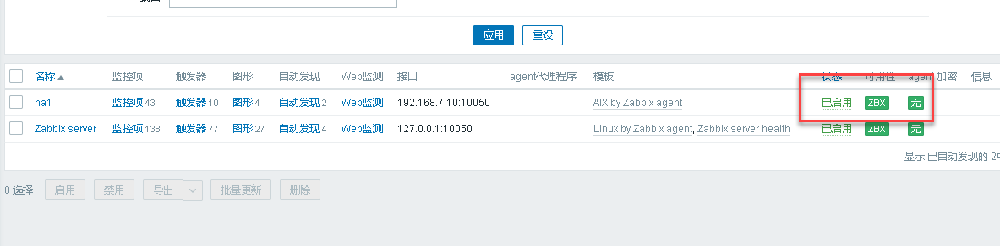 应用 重设
名称 监控项 触发器 图形 自动发现 Web监测 接口 agent代理程序 模板 状态 可用性 agent 加密 信息
ha1 监控项 43 触发器 10 图形 4 自动发现 2 Web监测 192.168.7.10:10050 AIX by Zabbix agent 已启用 ZBX 无
Zabbix server 监控项 138 触发器 77 图形 27 自动发现 4 Web监测 127.0.0.1:10050 Linux by Zabbix agent, Zabbix server health 已启用 ZBX 无
显示 已自动发现的 2
0 选择 启用 禁用 导出 批量更新 删除